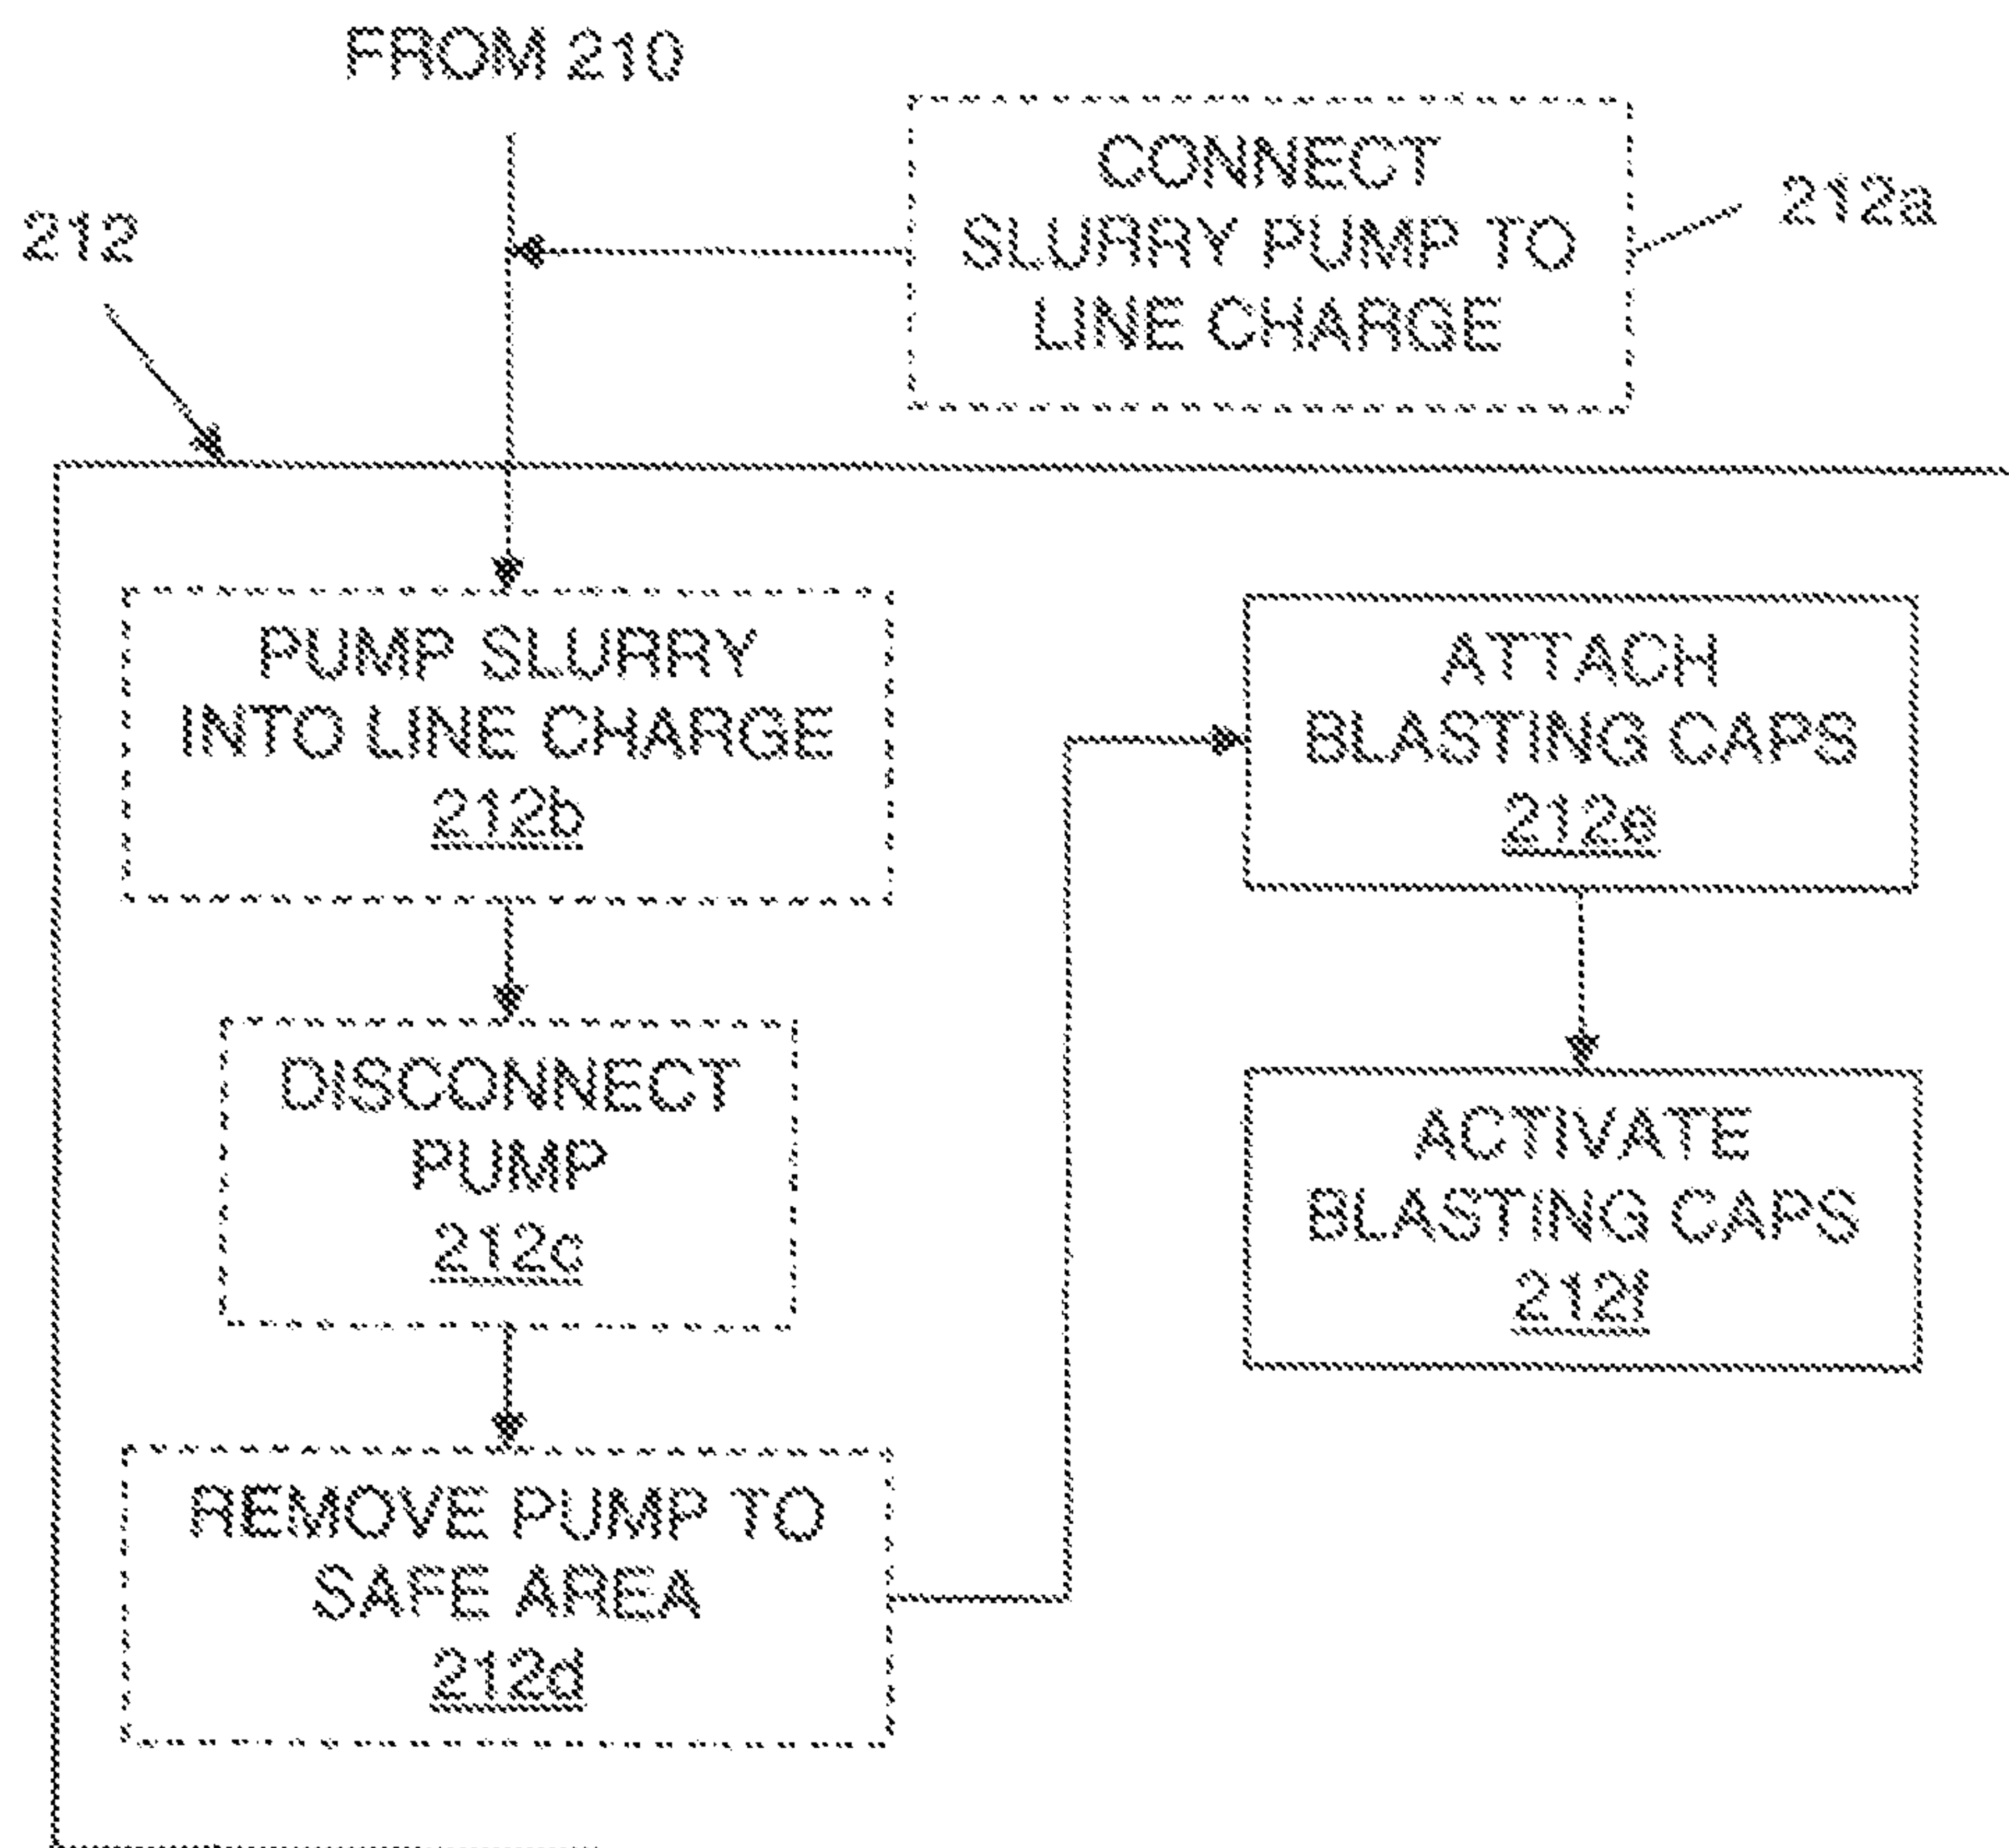 FROM 210
CONNECT
SLURRY PUMP TO
LINE CHARGE
212a
212
PUMP SLURRY
INTO LINE CHARGE
212b
DISCONNECT
PUMP
212c
REMOVE PUMP TO
SAFE AREA
212d
ATTACH
BLASTING CAPS
212e
ACTIVATE
BLASTING CAPS
212f